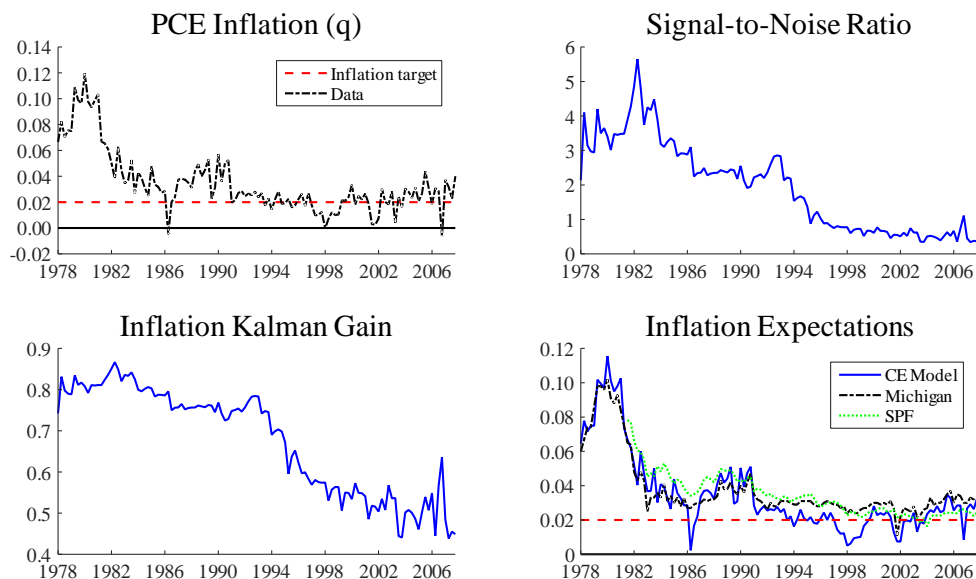 PCE Inflation (q)
0.14
0.12
0.10
0.08
0.06
0.04
0.02
0.00
-0.02
1978 1982 1986 1990 1994 1998 2002 2006
Inflation target
Data
Signal-to-Noise Ratio
6
5
4
3
2
1
0
1978 1982 1986 1990 1994 1998 2002 2006
Inflation Kalman Gain
0.9
0.8
0.7
0.6
0.5
0.4
1978 1982 1986 1990 1994 1998 2002 2006
Inflation Expectations
0.12
0.10
0.08
0.06
0.04
0.02
0
1978 1982 1986 1990 1994 1998 2002 2006
CE Model
Michigan
SPF